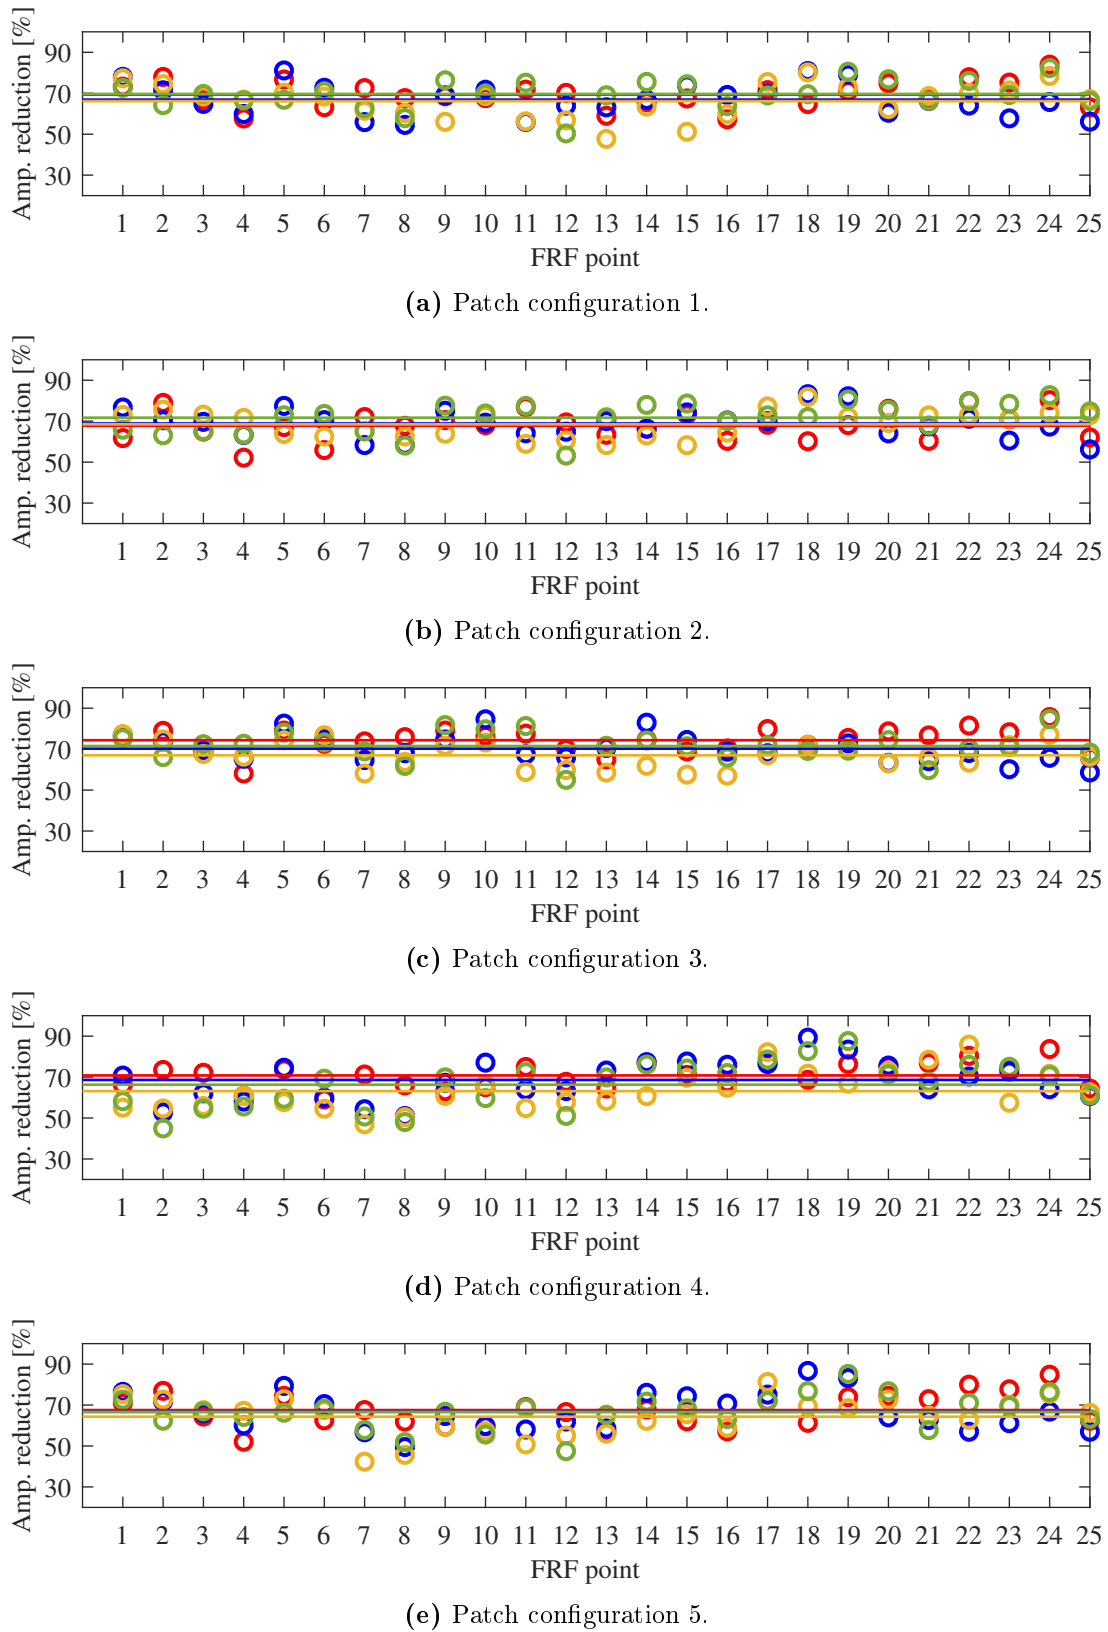 Amp. reduction [%]
90
70
50
30
1 2 3 4 5 6 7 8 9 10 11 12 13 14 15 16 17 18 19 20 21 22 23 24 25
FRF point
(a) Patch configuration 1.
Amp. reduction [%]
90
70
50
30
1 2 3 4 5 6 7 8 9 10 11 12 13 14 15 16 17 18 19 20 21 22 23 24 25
FRF point
(b) Patch configuration 2.
Amp. reduction [%]
90
70
50
30
1 2 3 4 5 6 7 8 9 10 11 12 13 14 15 16 17 18 19 20 21 22 23 24 25
FRF point
(c) Patch configuration 3.
Amp. reduction [%]
90
70
50
30
1 2 3 4 5 6 7 8 9 10 11 12 13 14 15 16 17 18 19 20 21 22 23 24 25
FRF point
(d) Patch configuration 4.
Amp. reduction [%]
90
70
50
30
1 2 3 4 5 6 7 8 9 10 11 12 13 14 15 16 17 18 19 20 21 22 23 24 25
FRF point
(e) Patch configuration 5.